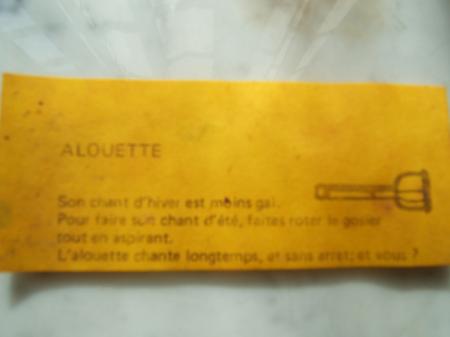 ALOUETTE
Son chant d'hiver est moins gai.
Pour faire son chant d'été, faites roter le gosier
tout en aspirant.
L'alouette chante longtemps, et sans arret; et vous ?